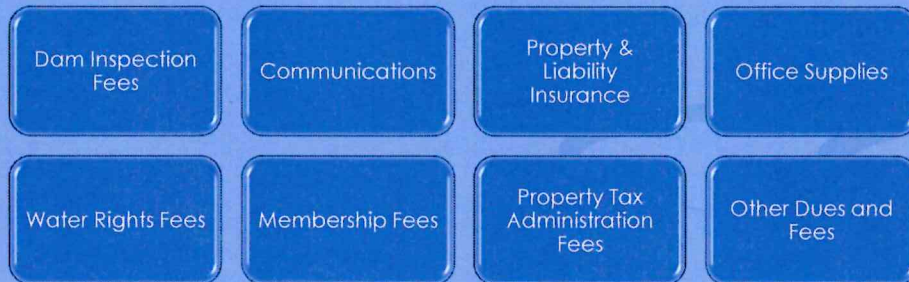 Dam Inspection
Fees
Communications
Property &
Liability
Insurance
Office Supplies
Water Rights Fees
Membership Fees
Property Tax
Administration
Fees
Other Dues and
Fees